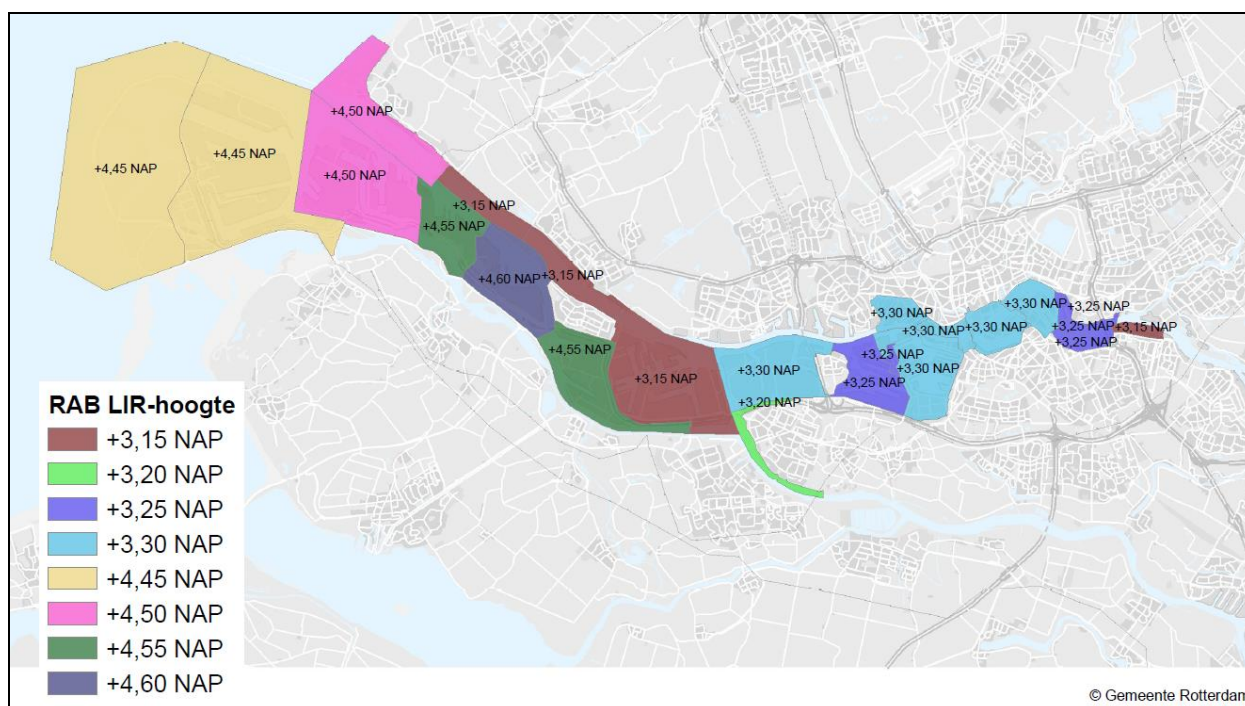 +4,50 NAP
+4,45 NAP
+4,45 NAP
+4,50 NAP
+3,15 NAP
+4,55 NAP
+4,60 NAP
+3,15 NAP
+4,55 NAP
+3,15 NAP
+3,30 NAP
+3,20 NAP
+3,25 NAP
+3,25 NAP
+3,30 NAP
+3,30 NAP
+3,30 NAP
+3,30 NAP
+3,30 NAP
+3,25 NAP
+3,25 NAP
+3,25 NAP
+3,15 NAP
RAB LIR-hoogte
+3,15 NAP
+3,20 NAP
+3,25 NAP
+3,30 NAP
+4,45 NAP
+4,50 NAP
+4,55 NAP
+4,60 NAP
© Gemeente Rotterdam